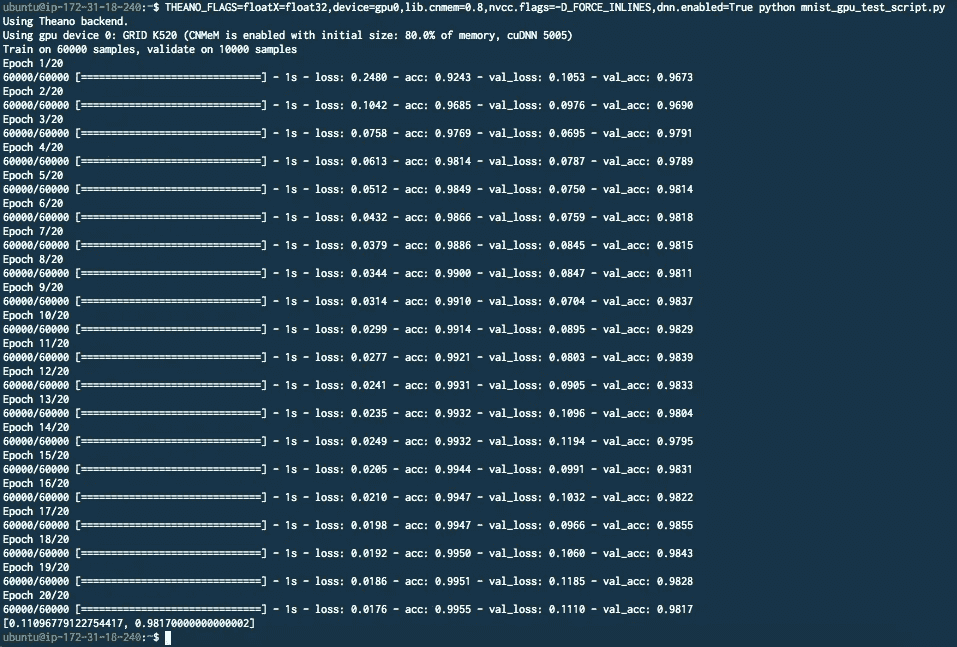 ubuntu@ip-172-31-18-240:~$ THEANO_FLAGS=floatX=float32,device=gpu0,lib.cnmem=0.8,nvcc.flags=-D_FORCE_INLINES,dnn.enabled=True python mnist_gpu_test_script.py
Using Theano backend.
Using gpu device 0: GRID K520 (CNMeM is enabled with initial size: 80.0% of memory, cuDNN 5005)
Train on 60000 samples, validate on 10000 samples
Epoch 1/20
60000/60000 [==============================] - 1s - loss: 0.2480 - acc: 0.9243 - val_loss: 0.1053 - val_acc: 0.9673
Epoch 2/20
60000/60000 [==============================] - 1s - loss: 0.1042 - acc: 0.9685 - val_loss: 0.0976 - val_acc: 0.9690
Epoch 3/20
60000/60000 [==============================] - 1s - loss: 0.0758 - acc: 0.9769 - val_loss: 0.0695 - val_acc: 0.9791
Epoch 4/20
60000/60000 [==============================] - 1s - loss: 0.0613 - acc: 0.9814 - val_loss: 0.0787 - val_acc: 0.9789
Epoch 5/20
60000/60000 [==============================] - 1s - loss: 0.0512 - acc: 0.9849 - val_loss: 0.0750 - val_acc: 0.9814
Epoch 6/20
60000/60000 [==============================] - 1s - loss: 0.0432 - acc: 0.9866 - val_loss: 0.0759 - val_acc: 0.9818
Epoch 7/20
60000/60000 [==============================] - 1s - loss: 0.0379 - acc: 0.9886 - val_loss: 0.0845 - val_acc: 0.9815
Epoch 8/20
60000/60000 [==============================] - 1s - loss: 0.0344 - acc: 0.9900 - val_loss: 0.0847 - val_acc: 0.9811
Epoch 9/20
60000/60000 [==============================] - 1s - loss: 0.0314 - acc: 0.9910 - val_loss: 0.0704 - val_acc: 0.9837
Epoch 10/20
60000/60000 [==============================] - 1s - loss: 0.0299 - acc: 0.9914 - val_loss: 0.0895 - val_acc: 0.9829
Epoch 11/20
60000/60000 [==============================] - 1s - loss: 0.0277 - acc: 0.9921 - val_loss: 0.0803 - val_acc: 0.9839
Epoch 12/20
60000/60000 [==============================] - 1s - loss: 0.0241 - acc: 0.9931 - val_loss: 0.0905 - val_acc: 0.9833
Epoch 13/20
60000/60000 [==============================] - 1s - loss: 0.0235 - acc: 0.9932 - val_loss: 0.1096 - val_acc: 0.9804
Epoch 14/20
60000/60000 [==============================] - 1s - loss: 0.0249 - acc: 0.9932 - val_loss: 0.1194 - val_acc: 0.9795
Epoch 15/20
60000/60000 [==============================] - 1s - loss: 0.0205 - acc: 0.9944 - val_loss: 0.0991 - val_acc: 0.9831
Epoch 16/20
60000/60000 [==============================] - 1s - loss: 0.0210 - acc: 0.9947 - val_loss: 0.1032 - val_acc: 0.9822
Epoch 17/20
60000/60000 [==============================] - 1s - loss: 0.0198 - acc: 0.9947 - val_loss: 0.0966 - val_acc: 0.9855
Epoch 18/20
60000/60000 [==============================] - 1s - loss: 0.0192 - acc: 0.9950 - val_loss: 0.1060 - val_acc: 0.9843
Epoch 19/20
60000/60000 [==============================] - 1s - loss: 0.0186 - acc: 0.9951 - val_loss: 0.1185 - val_acc: 0.9828
Epoch 20/20
60000/60000 [==============================] - 1s - loss: 0.0176 - acc: 0.9955 - val_loss: 0.1110 - val_acc: 0.9817
[0.11096779122754417, 0.98170000000000002]
ubuntu@ip-172-31-18-240:~$